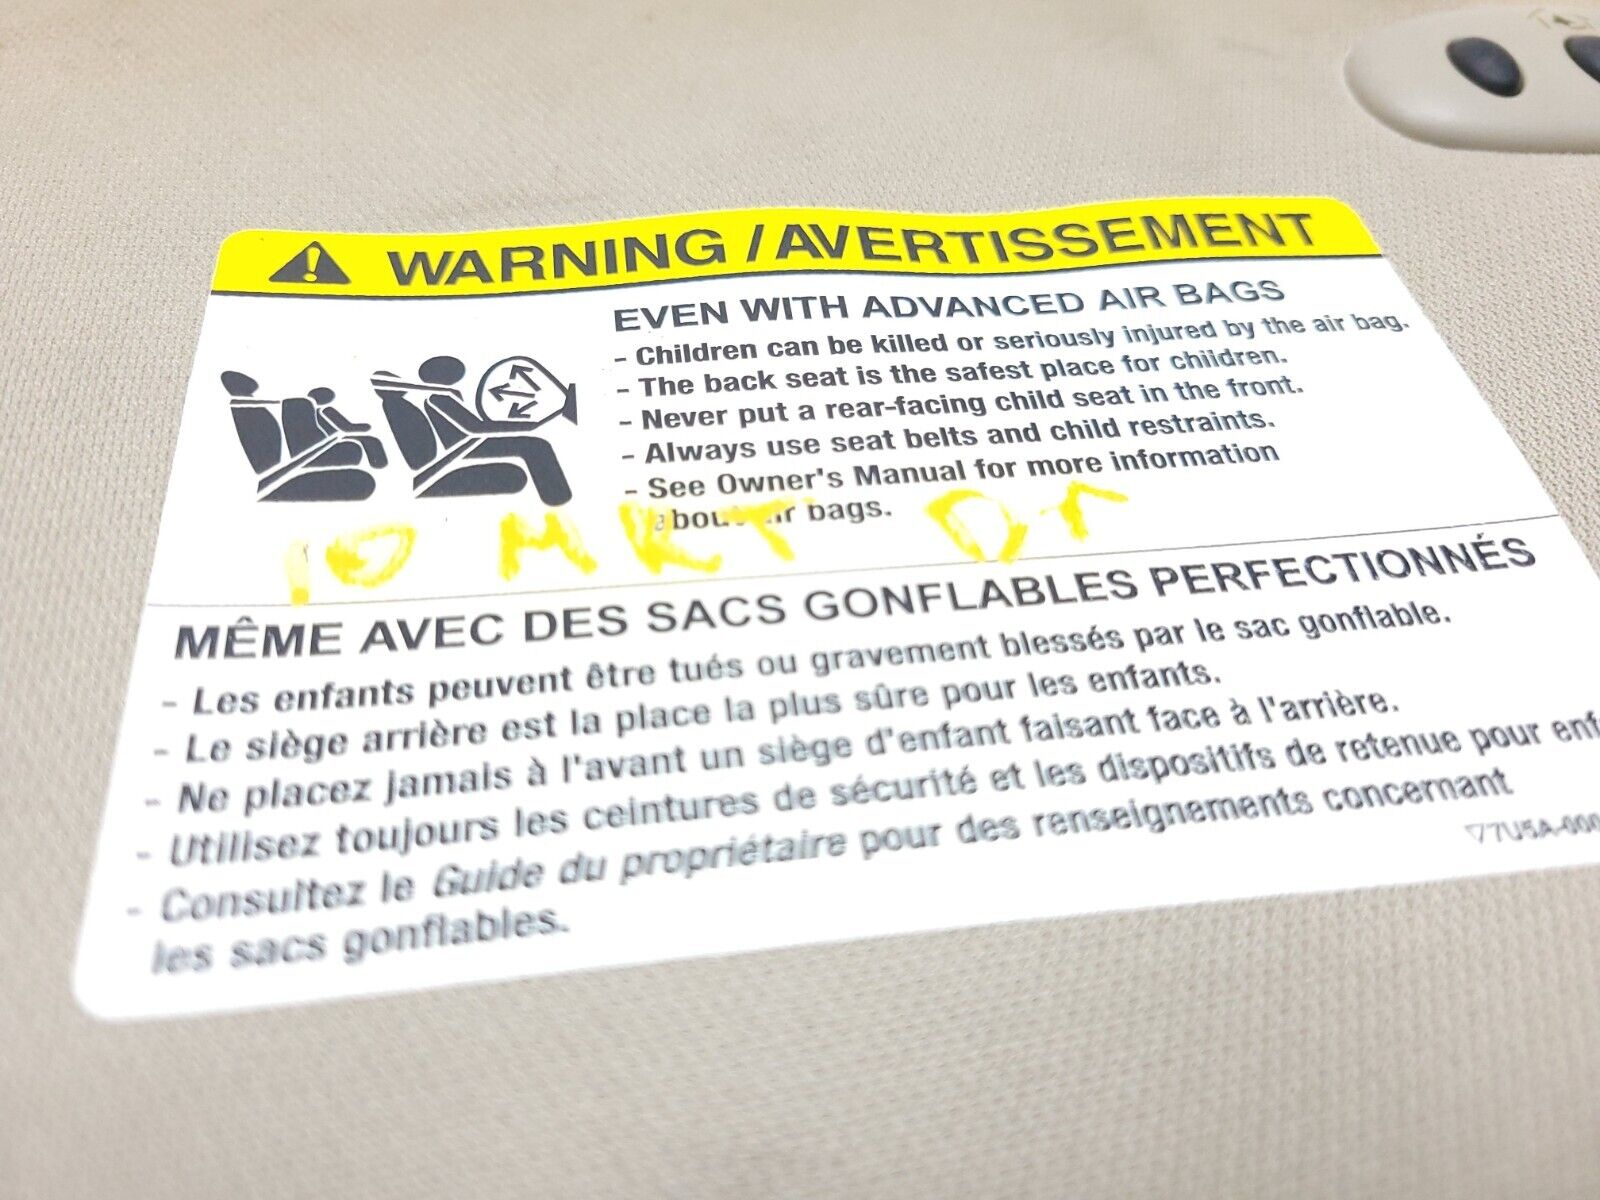 WARNING / AVERTISSEMENT
EVEN WITH ADVANCED AIR BAGS
- Children can be killed or seriously injured by the air bag.
- The back seat is the safest place for children.
- Never put a rear-facing child seat in the front.
- Always use seat belts and child restraints.
- See Owner's Manual for more information
about air bags.
10 MKT
MÊME AVEC DES SACS GONFLABLES PERFECTIONNÉS
- Les enfants peuvent être tués ou gravement blessés par le sac gonflable.
- Le siège arrière est la place la plus sûre pour les enfants.
- Ne placez jamais à l'avant un siège d'enfant faisant face à l'arrière.
- Utilisez toujours les ceintures de sécurité et les dispositifs de retenue pour enf
- Consultez le Guide du propriétaire pour des renseignements concernant
les sacs gonflables.
▽7U5A-000